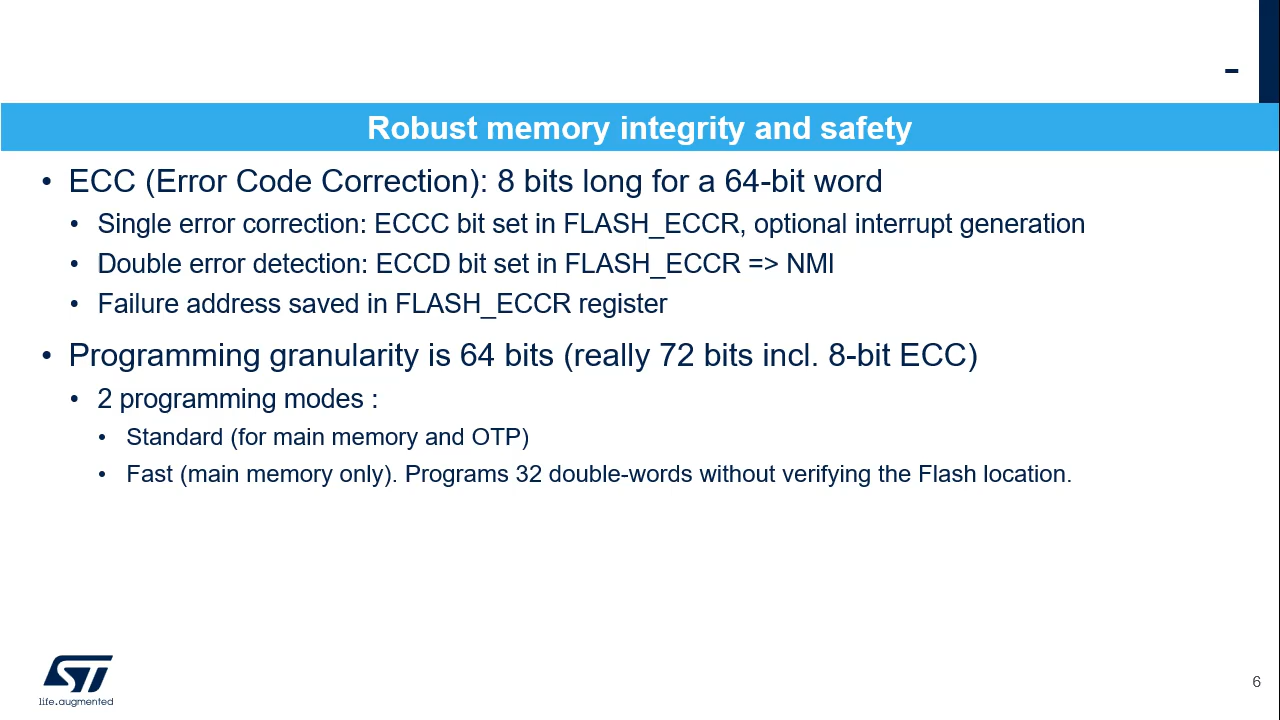 -
Robust memory integrity and safety
• ECC (Error Code Correction): 8 bits long for a 64-bit word
• Single error correction: ECCC bit set in FLASH_ECCR, optional interrupt generation
• Double error detection: ECCD bit set in FLASH_ECCR => NMI
• Failure address saved in FLASH_ECCR register
• Programming granularity is 64 bits (really 72 bits incl. 8-bit ECC)
• 2 programming modes :
• Standard (for main memory and OTP)
• Fast (main memory only). Programs 32 double-words without verifying the Flash location.
ST
life.augmented
6